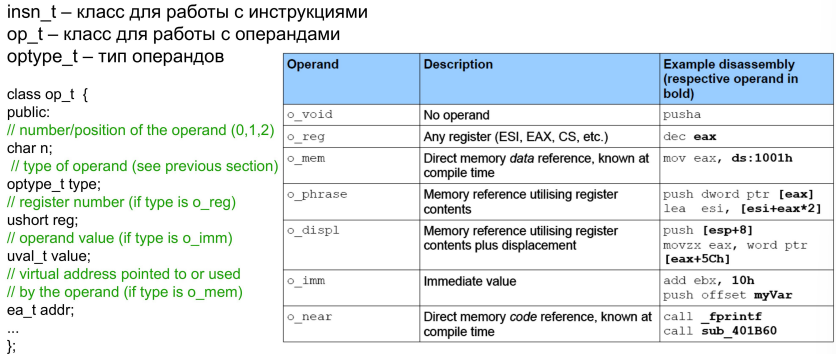 insn_t – класс для работы с инструкциями
op_t – класс для работы с операндами
optype_t – тип операндов
class op_t {
public:
// number/position of the operand (0,1,2)
char n;
// type of operand (see previous section)
optype_t type;
// register number (if type is o_reg)
ushort reg;
// operand value (if type is o_imm)
uval_t value;
// virtual address pointed to or used
// by the operand (if type is o_mem)
ea_t addr;
...
};
Operand
Description
Example disassembly
(respective operand in
bold)
o_void
No operand
pusha
o_reg
Any register (ESI, EAX, CS, etc.)
dec eax
o_mem
Direct memory data reference, known at
compile time
mov eax, ds:1001h
o_phrase
Memory reference utilising register
contents
push dword ptr [eax]
lea esi, [esi+eax*2]
o_displ
Memory reference utilising register
contents plus displacement
push [esp+8]
movzx eax, word ptr
[eax+5Ch]
o_imm
Immediate value
add ebx, 10h
push offset myVar
o_near
Direct memory code reference, known at
compile time
call _fprintf
call sub_401B60